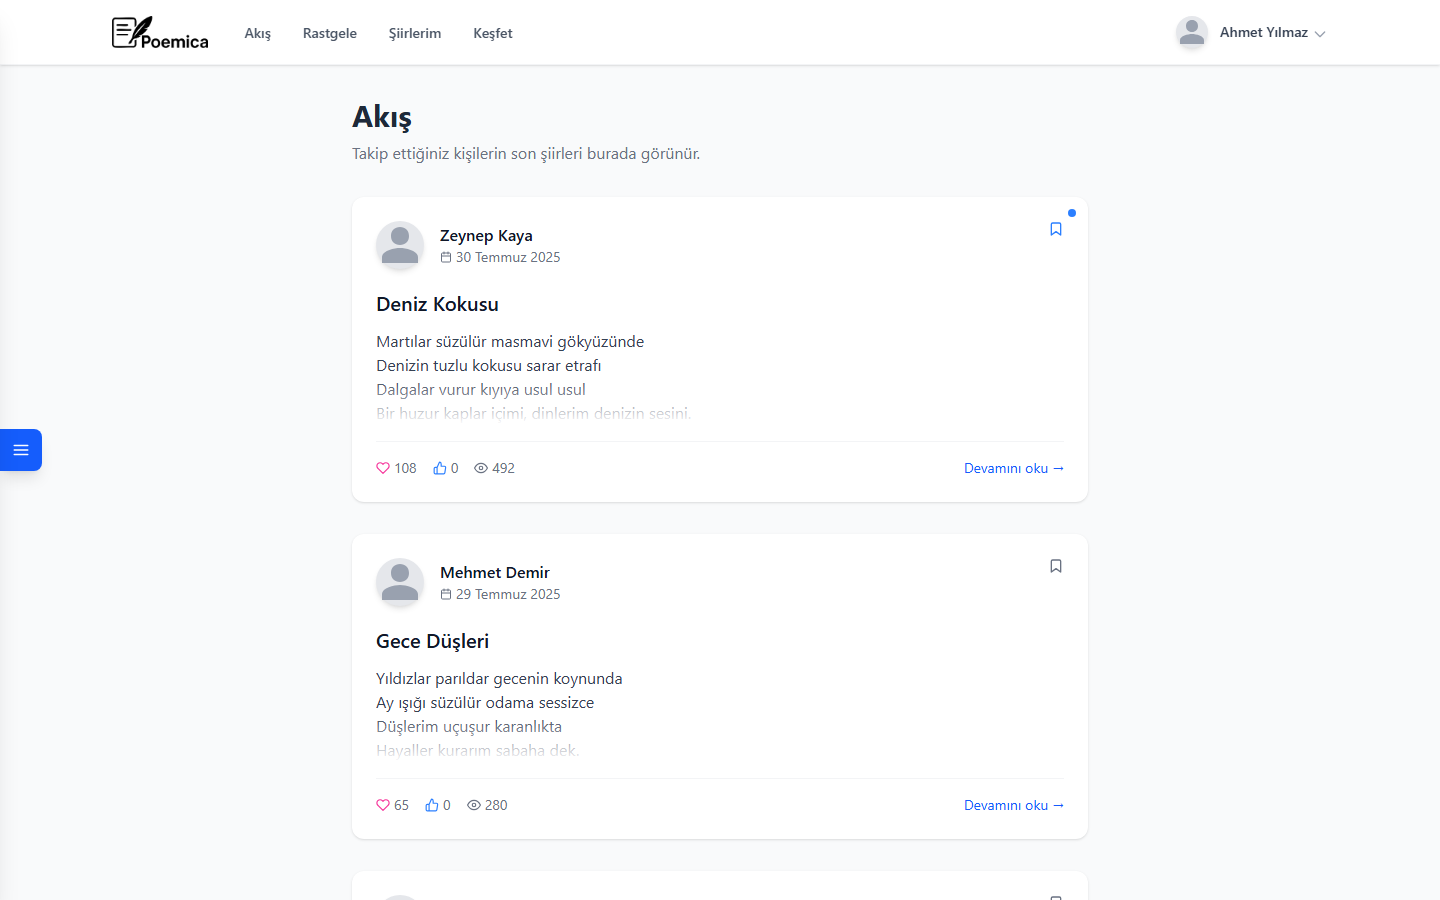 Poemica
Akış
Rastgele
Şiirlerim
Keşfet
Ahmet Yılmaz
Akış
Takip ettiğiniz kişilerin son şiirleri burada görünür.
Zeynep Kaya
30 Temmuz 2025
Deniz Kokusu
Martılar süzülür masmavi gökyüzünde
Denizin tuzlu kokusu sarar etrafı
Dalgalar vurur kıyıya usul usul
Bir huzur kaplar içimi, dinlerim denizin sesini.
108
0
492
Devamını oku →
Mehmet Demir
29 Temmuz 2025
Gece Düşleri
Yıldızlar parıldar gecenin koynunda
Ay ışığı süzülür odama sessizce
Düşlerim uçuşur karanlıkta
Hayaller kurarım sabaha dek.
65
0
280
Devamını oku →